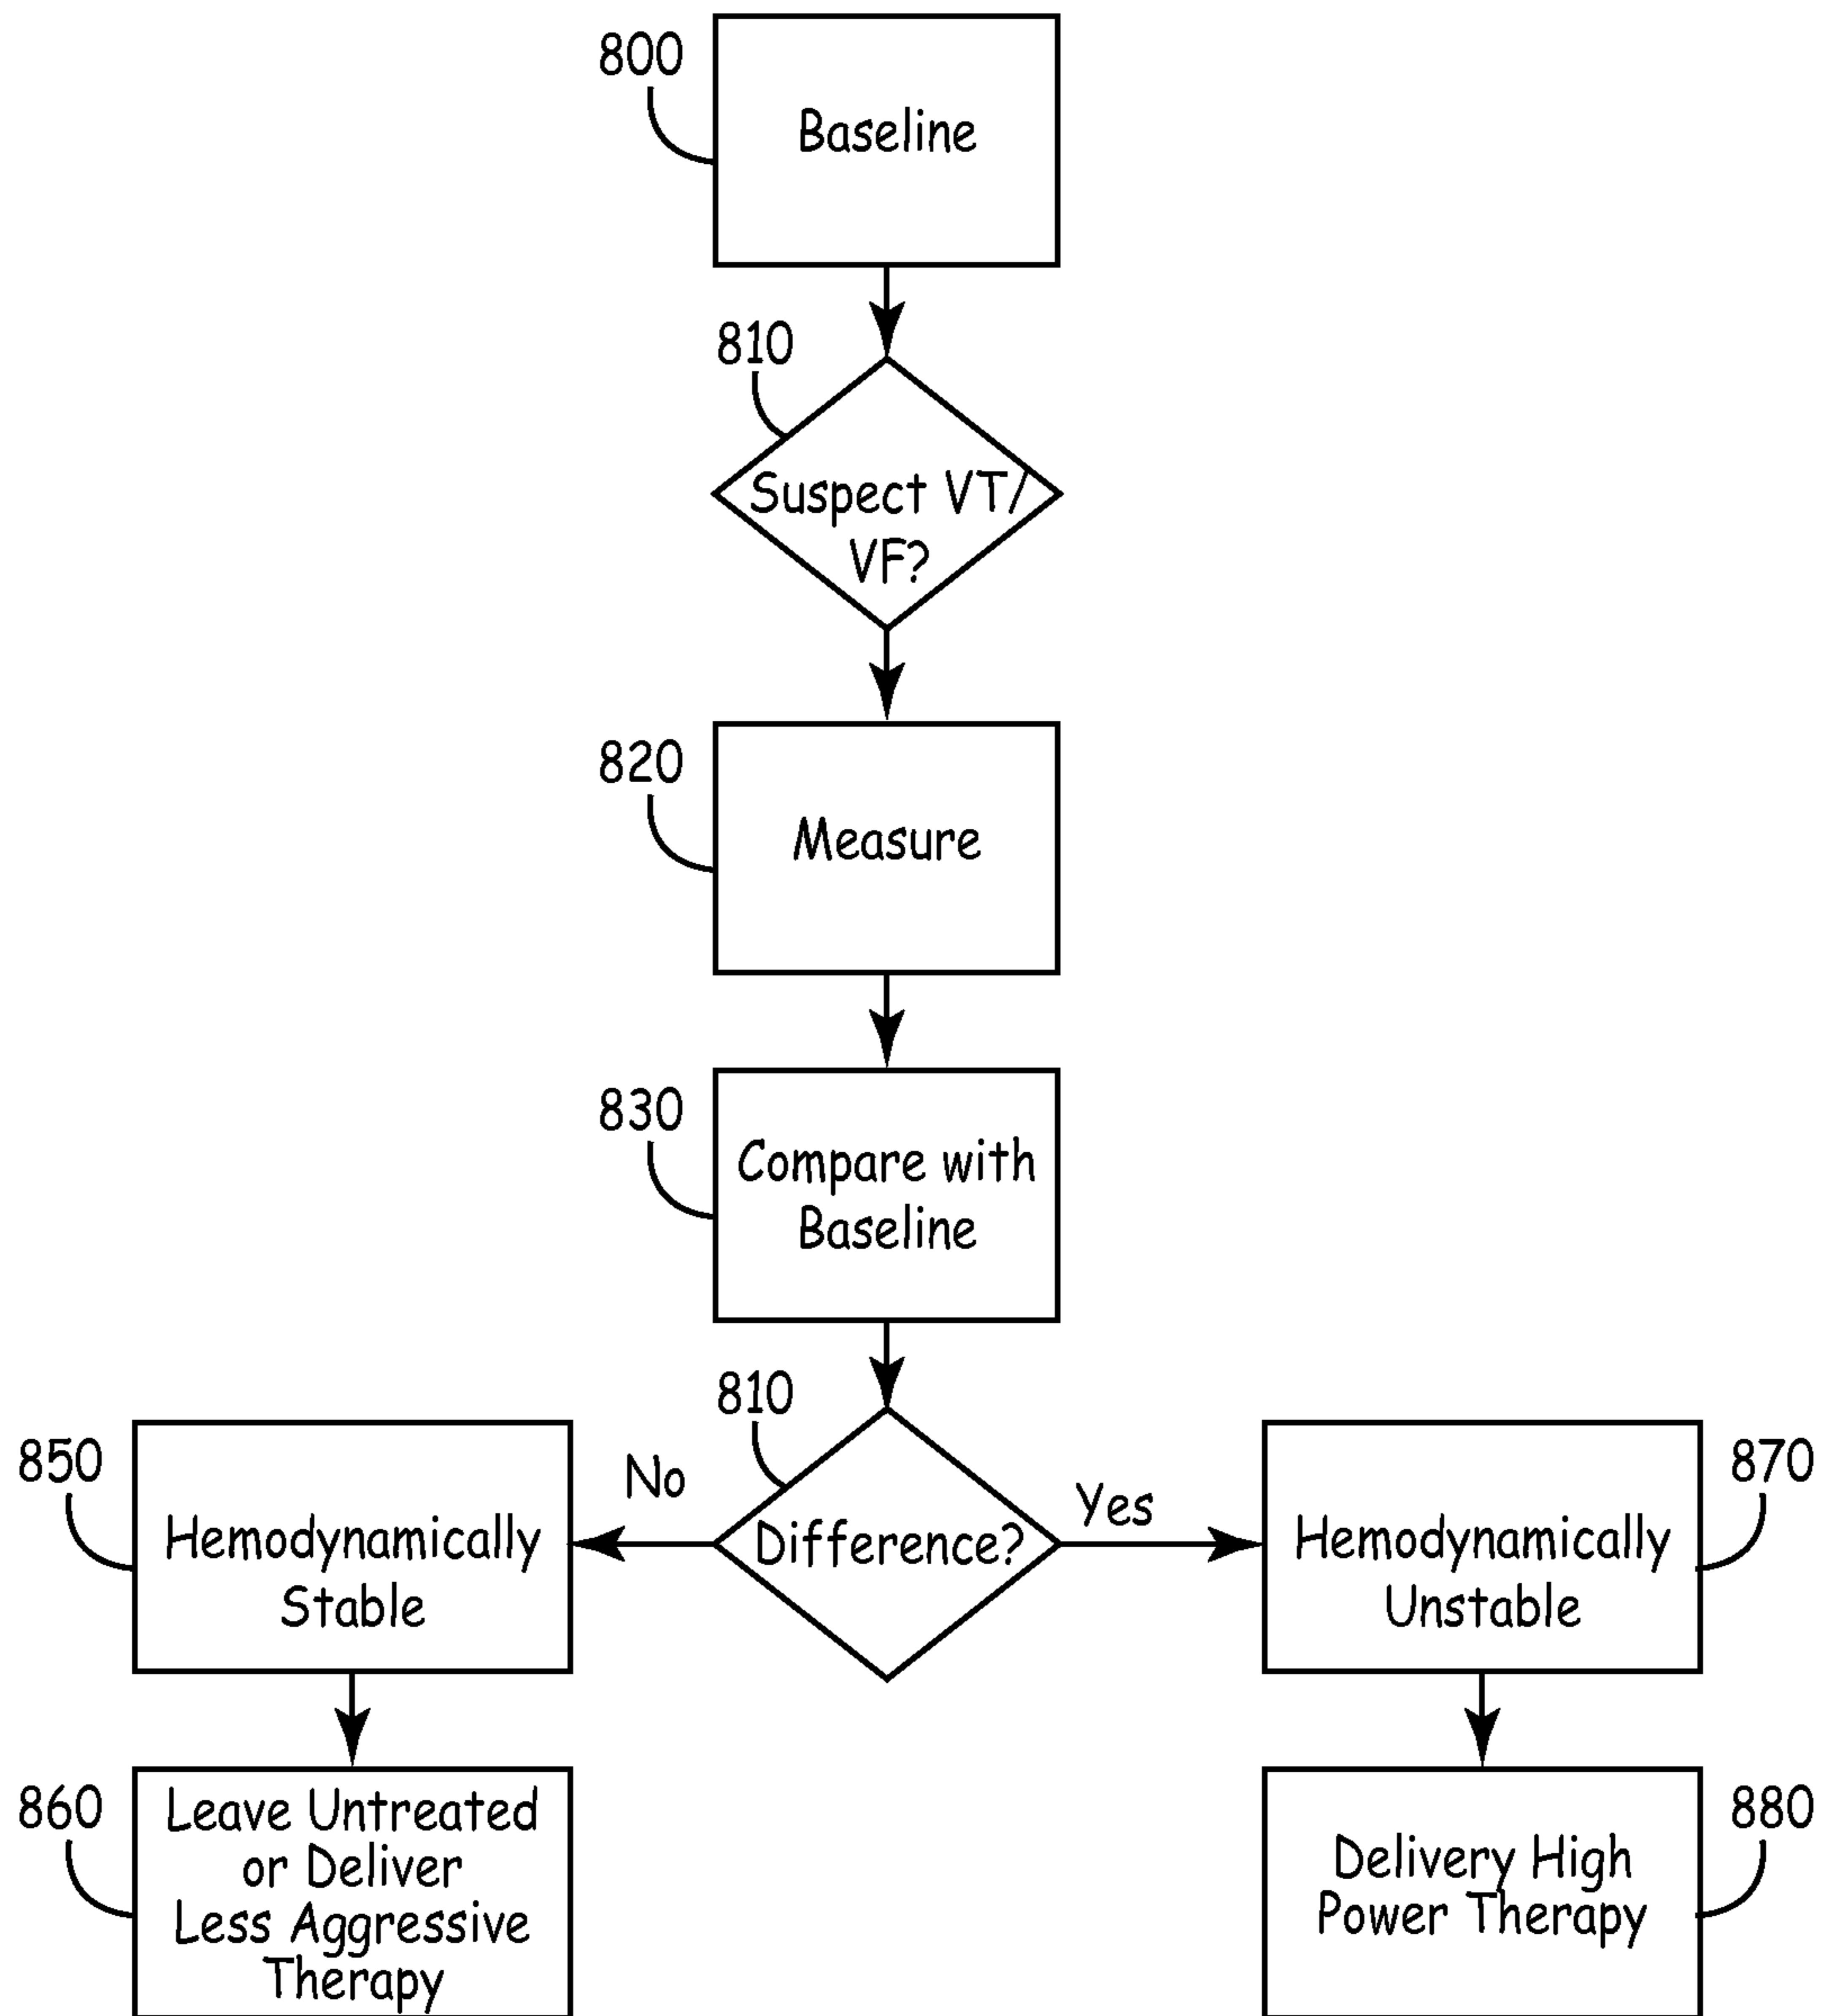 800
Baseline
810
Suspect VT/
VF?
820
Measure
830
Compare with
Baseline
810
Difference?
No
Yes
850
Hemodynamically
Stable
870
Hemodynamically
Unstable
860
Leave Untreated
or Deliver
Less Aggressive
Therapy
880
Delivery High
Power Therapy